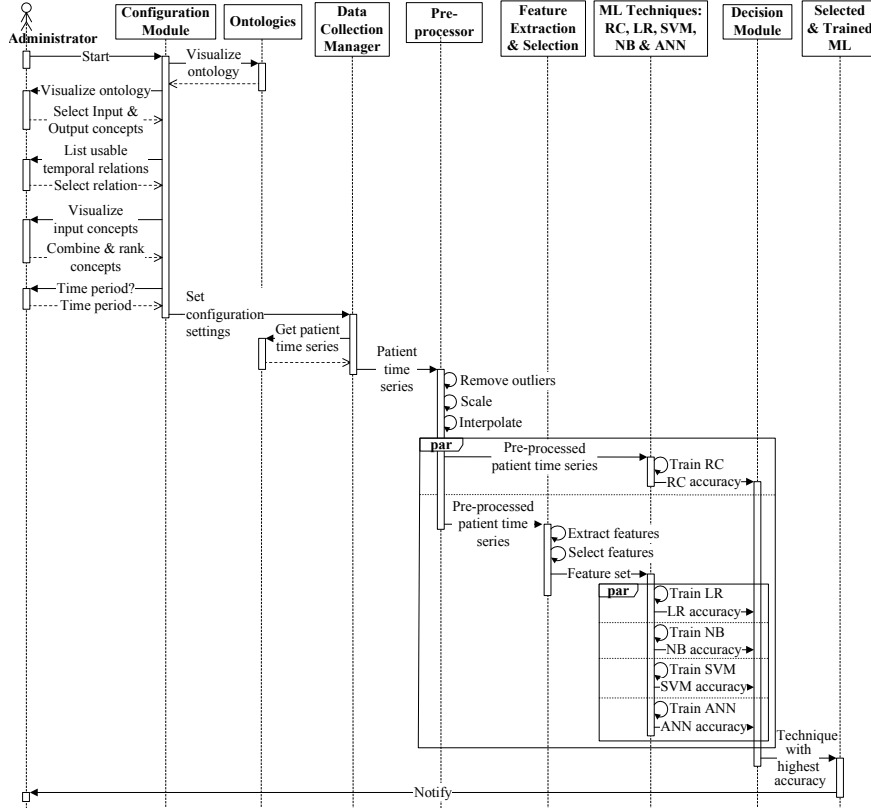 Administrator
Configuration
Module
Ontologies
Data
Collection
Manager
Pre-
processor
Feature
Extraction
& Selection
ML Techniques:
RC, LR, SVM,
NB & ANN
Decision
Module
Selected
& Trained
ML
Start
Visualize
ontology
Visualize ontology
Select Input &
Output concepts
List usable
temporal relations
Select relation
Visualize
input concepts
Combine & rank
concepts
Time period?
Time period
Set
configuration
settings
Get patient
time series
Patient
time
series
Remove outliers
Scale
Interpolate
par
Pre-processed
patient time series
Train RC
RC accuracy
Pre-processed
patient time
series
Extract features
Select features
Feature set
par
Train LR
LR accuracy
Train NB
NB accuracy
Train SVM
SVM accuracy
Train ANN
ANN accuracy
Technique
with
highest
accuracy
Notify